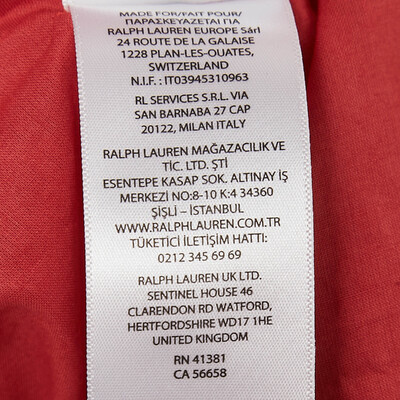 MADE FOR/FAIT POUR/
ΠΑΡΑΣΚΕΥΑΖΕΤΑΙ ΓΙΑ
RALPH LAUREN EUROPE Sàrl
24 ROUTE DE LA GALAISE
1228 PLAN-LES-OUATES,
SWITZERLAND
N.I.F. : IT03945310963
RL SERVICES S.R.L. VIA
SAN BARNABA 27 CAP
20122, MILAN ITALY
RALPH LAUREN MAĞAZACILIK VE
TİC. LTD. ŞTİ
ESENTEPE KASAP SOK. ALTINAY İŞ
MERKEZİ NO:8-10 K:4 34360
ŞİŞLİ – İSTANBUL
WWW.RALPHLAUREN.COM.TR
TÜKETİCİ İLETİŞİM HATTI:
0212 345 69 69
RALPH LAUREN UK LTD.
SENTINEL HOUSE 46
CLARENDON RD WATFORD,
HERTFORDSHIRE WD17 1HE
UNITED KINGDOM
RN 41381
CA 56658